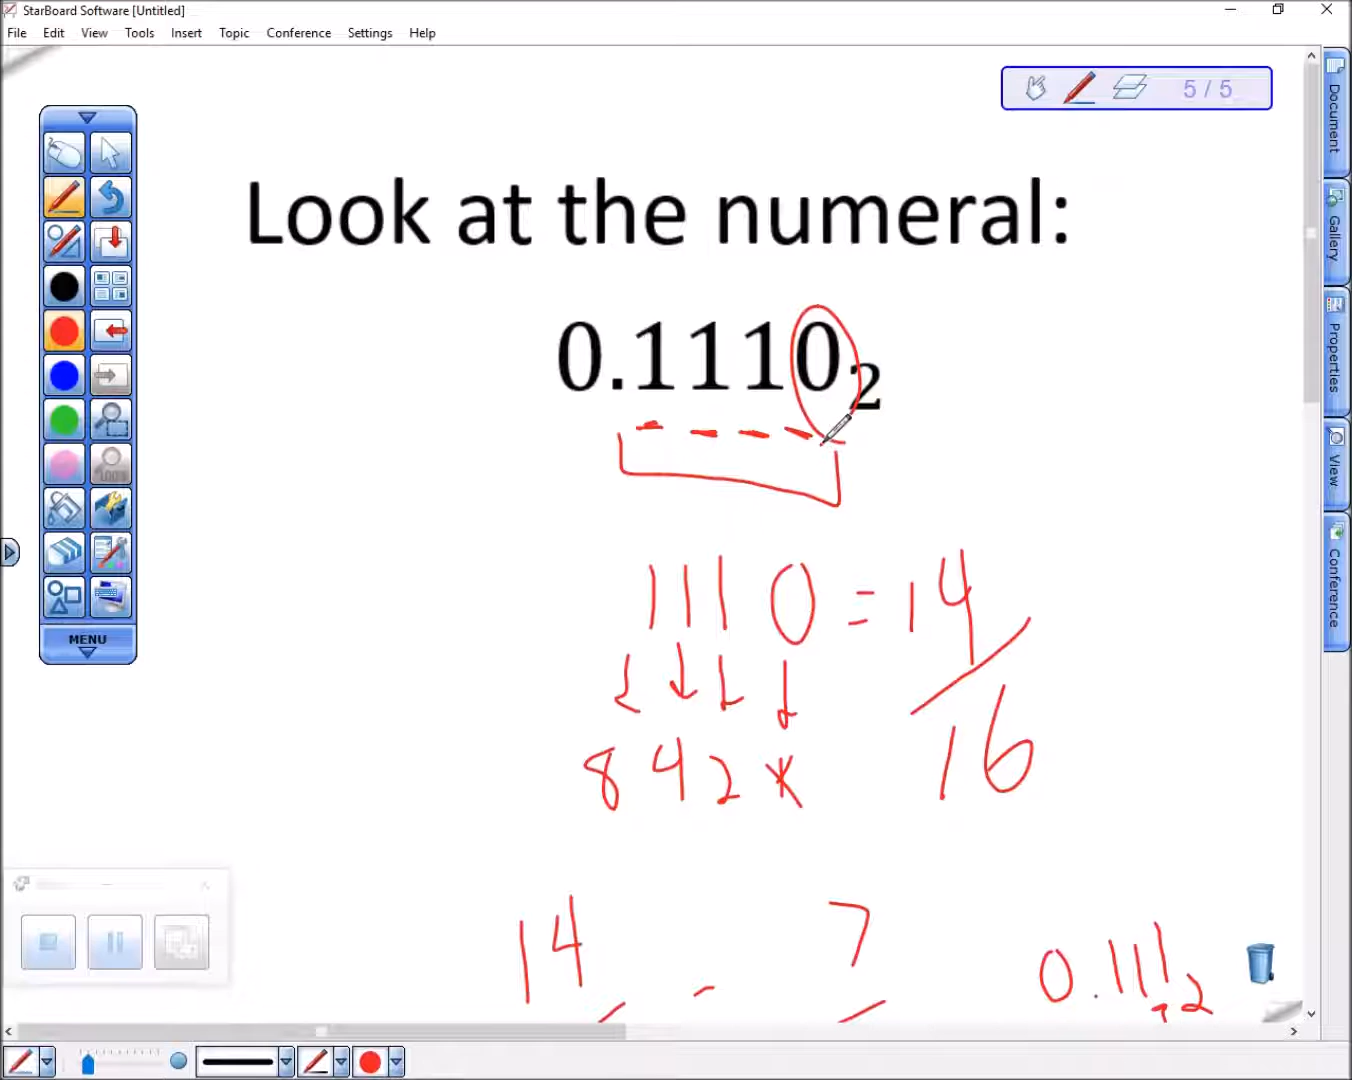 StarBoard Software [Untitled]
File Edit View Tools Insert Topic Conference Settings Help
5 / 5
Document
Gallery
Properties
View
Conference
MENU
Look at the numeral:
0.1110₂
1110 = 14/16
8 4 2 *
14 - 7 0.111₂